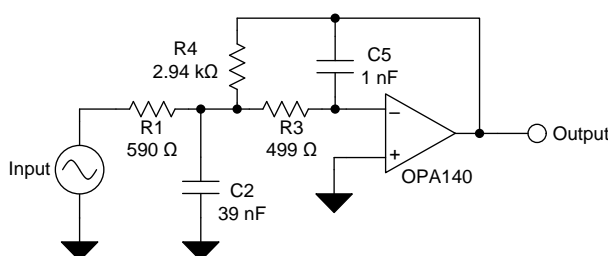 R4
2.94 kΩ
C5
1 nF
R1
590 Ω
R3
499 Ω
−
+
OPA140
Output
Input
C2
39 nF